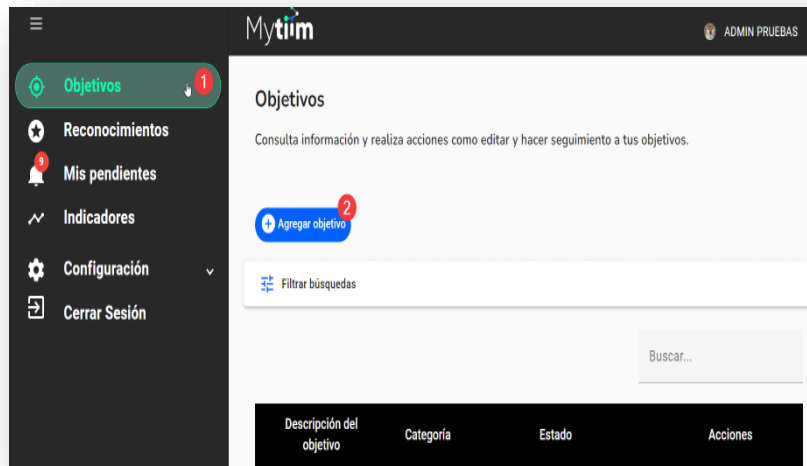 Mytiim
ADMIN PRUEBAS
Objetivos
1
Reconocimientos
9
Mis pendientes
Indicadores
Configuración
Cerrar Sesión
Objetivos
Consulta información y realiza acciones como editar y hacer seguimiento a tus objetivos.
2
Agregar objetivo
Filtrar búsquedas
Buscar...
Descripción del
objetivo
Categoría
Estado
Acciones